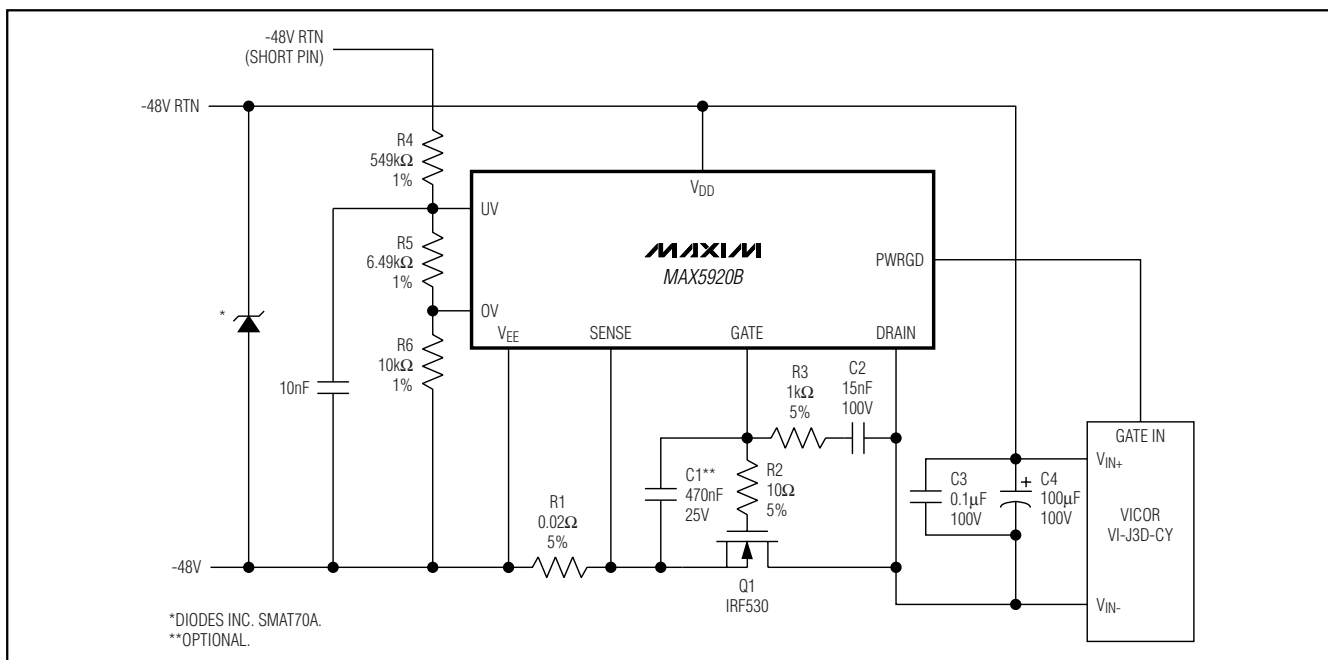 -48V RTN
(SHORT PIN)
-48V RTN
R4
549kΩ
1%
VDD
UV
R5
6.49kΩ
1%
MAXIM
MAX5920B
PWRGD
*
OV
VEE
SENSE
GATE
DRAIN
R6
10kΩ
1%
10nF
R3
1kΩ
5%
C2
15nF
100V
GATE IN
VIN+
C1**
470nF
25V
R2
10Ω
5%
C3
0.1µF
100V
+
C4
100µF
100V
VICOR
VI-J3D-CY
R1
0.02Ω
5%
-48V
Q1
IRF530
VIN-
*DIODES INC. SMAT70A.
**OPTIONAL.